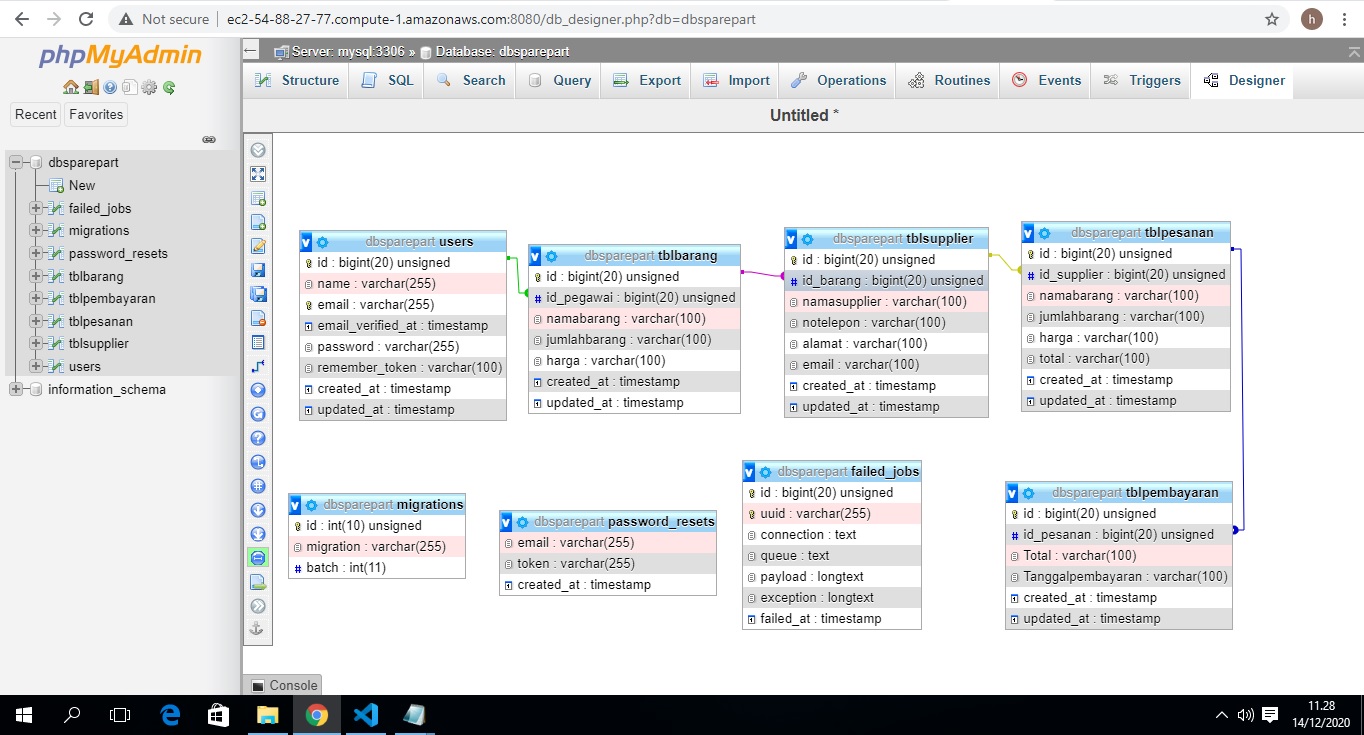 Not secure
ec2-54-88-27-77.compute-1.amazonaws.com:8080/db_designer.php?db=dbsparepart
h
phpMyAdmin
Recent
Favorites
dbsparepart
New
failed_jobs
migrations
password_resets
tblbarang
tblpembayaran
tblpesanan
tblsupplier
users
information_schema
Server: mysql:3306 » Database: dbsparepart
Structure
SQL
Search
Query
Export
Import
Operations
Routines
Events
Triggers
Designer
Untitled *
dbsparepart users
id : bigint(20) unsigned
name : varchar(255)
email : varchar(255)
email_verified_at : timestamp
password : varchar(255)
remember_token : varchar(100)
created_at : timestamp
updated_at : timestamp
dbsparepart tblbarang
id : bigint(20) unsigned
# id_pegawai : bigint(20) unsigned
namabarang : varchar(100)
jumlahbarang : varchar(100)
harga : varchar(100)
created_at : timestamp
updated_at : timestamp
dbsparepart tblsupplier
id : bigint(20) unsigned
# id_barang : bigint(20) unsigned
namasupplier : varchar(100)
notelepon : varchar(100)
alamat : varchar(100)
email : varchar(100)
created_at : timestamp
updated_at : timestamp
dbsparepart tblpesanan
id : bigint(20) unsigned
# id_supplier : bigint(20) unsigned
namabarang : varchar(100)
jumlahbarang : varchar(100)
harga : varchar(100)
total : varchar(100)
created_at : timestamp
updated_at : timestamp
dbsparepart migrations
id : int(10) unsigned
migration : varchar(255)
# batch : int(11)
dbsparepart password_resets
email : varchar(255)
token : varchar(255)
created_at : timestamp
dbsparepart failed_jobs
id : bigint(20) unsigned
uuid : varchar(255)
connection : text
queue : text
payload : longtext
exception : longtext
failed_at : timestamp
dbsparepart tblpembayaran
id : bigint(20) unsigned
# id_pesanan : bigint(20) unsigned
Total : varchar(100)
Tanggalpembayaran : varchar(100)
created_at : timestamp
updated_at : timestamp
Console
11.28
14/12/2020